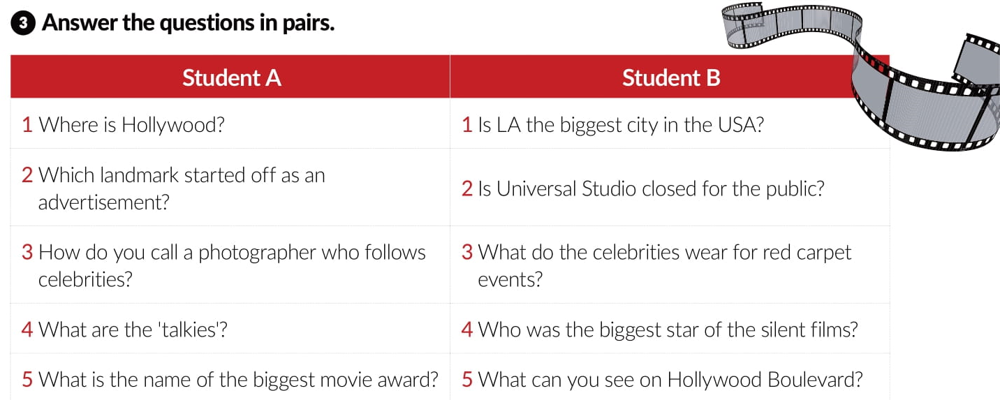 3 Answer the questions in pairs.
Student A
Student B
1 Where is Hollywood?
1 Is LA the biggest city in the USA?
2 Which landmark started off as an
advertisement?
2 Is Universal Studio closed for the public?
3 How do you call a photographer who follows
celebrities?
3 What do the celebrities wear for red carpet
events?
4 What are the 'talkies'?
4 Who was the biggest star of the silent films?
5 What is the name of the biggest movie award?
5 What can you see on Hollywood Boulevard?